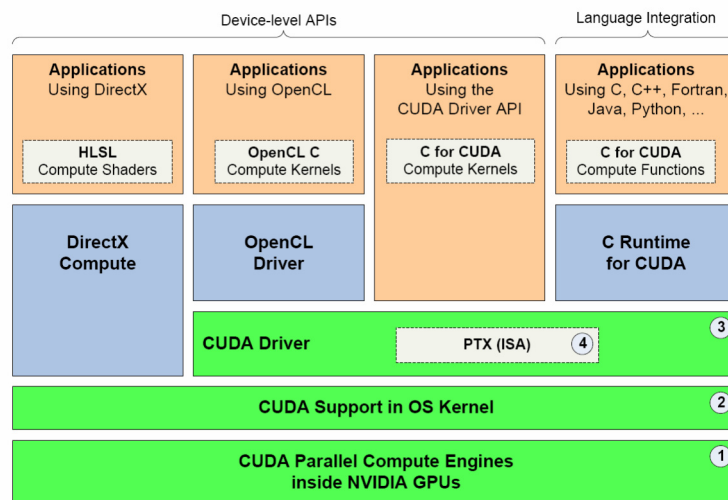 Device-level APIs
Language Integration
Applications
Using DirectX
HLSL
Compute Shaders
Applications
Using OpenCL
OpenCL C
Compute Kernels
Applications
Using the
CUDA Driver API
C for CUDA
Compute Kernels
Applications
Using C, C++, Fortran,
Java, Python, ...
C for CUDA
Compute Functions
DirectX
Compute
OpenCL
Driver
C Runtime
for CUDA
3
CUDA Driver
PTX (ISA)
4
CUDA Support in OS Kernel
2
CUDA Parallel Compute Engines
inside NVIDIA GPUs
1